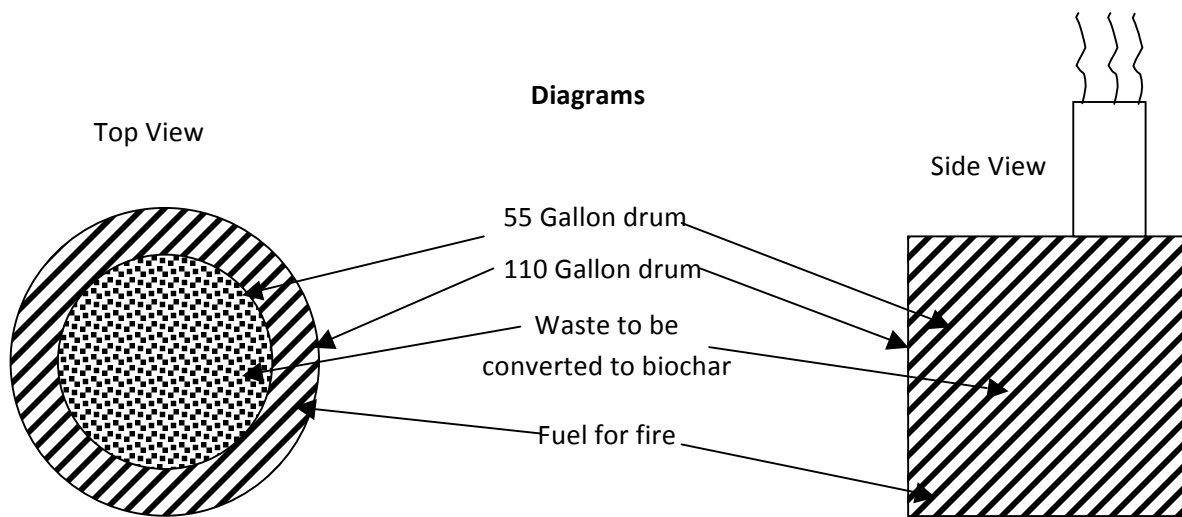 Diagrams
Top View
Side View
55 Gallon drum
110 Gallon drum
Waste to be
converted to biochar
Fuel for fire